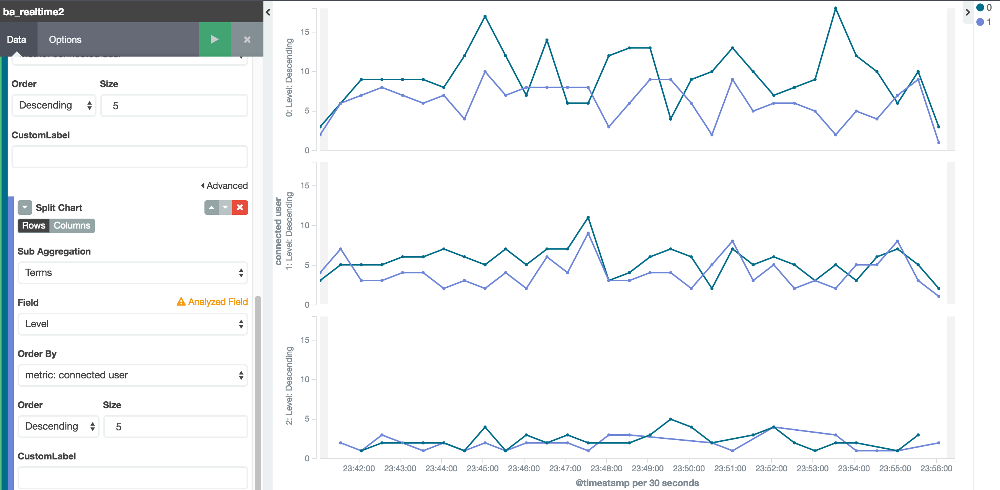 ba_realtime2
Data
Options
metric: connected user
Order
Size
Descending
5
CustomLabel
Advanced
Split Chart
Rows
Columns
Sub Aggregation
Terms
Field
Analyzed Field
Level
Order By
metric: connected user
Order
Size
Descending
5
CustomLabel
connected user
0: Level: Descending
15
10
5
0
1: Level: Descending
15
10
5
0
2: Level: Descending
15
10
5
0
23:42:00 23:43:00 23:44:00 23:45:00 23:46:00 23:47:00 23:48:00 23:49:00 23:50:00 23:51:00 23:52:00 23:53:00 23:54:00 23:55:00 23:56:00
@timestamp per 30 seconds
0
1